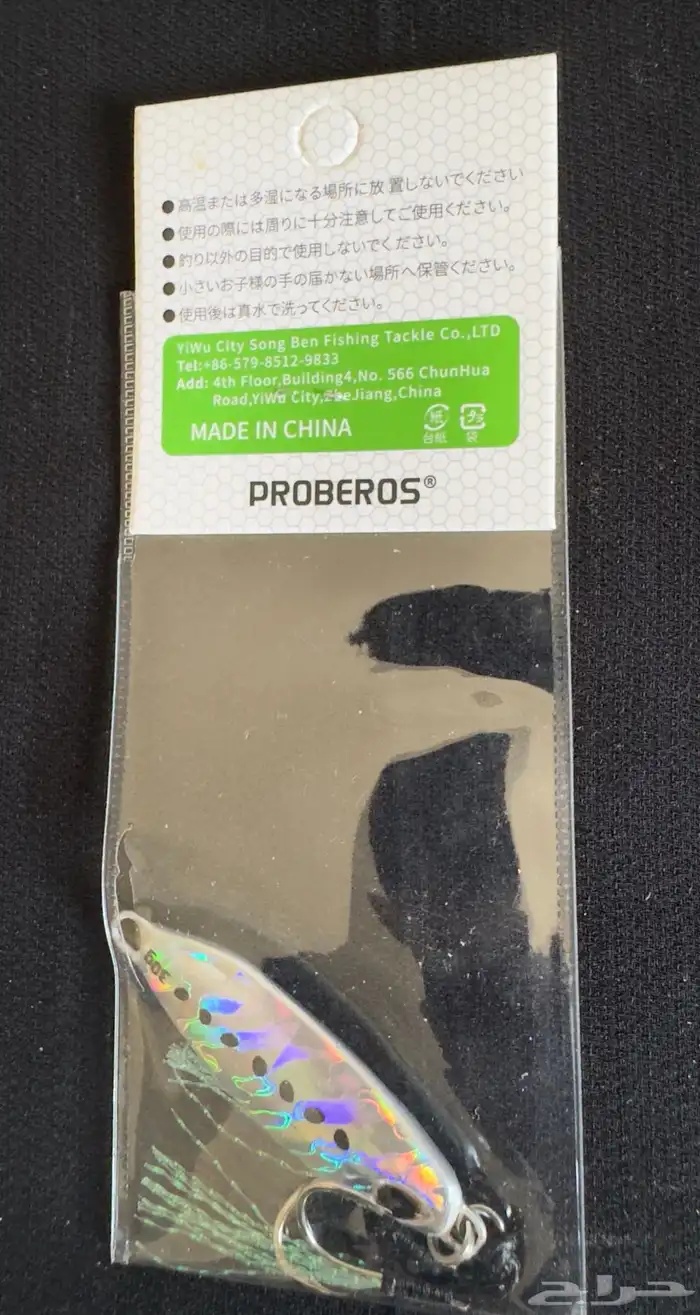 ●高温または多湿になる場所に放 置しないでください
●使用の際には周りに十分注意してご使用ください。
●釣り以外の目的で使用しないでください。
●小さいお子様の手の届かない場所へ保管ください。
●使用後は真水で洗ってください。
YiWu City Song Ben Fishing Tackle Co.,LTD
Tel:+86-579-8512-9833
Add: 4th Floor,Building4,No. 566 ChunHua
Road,YiWu City,ZheJiang,China
MADE IN CHINA
紙
台紙
袋
PROBEROS®
30g
حراج